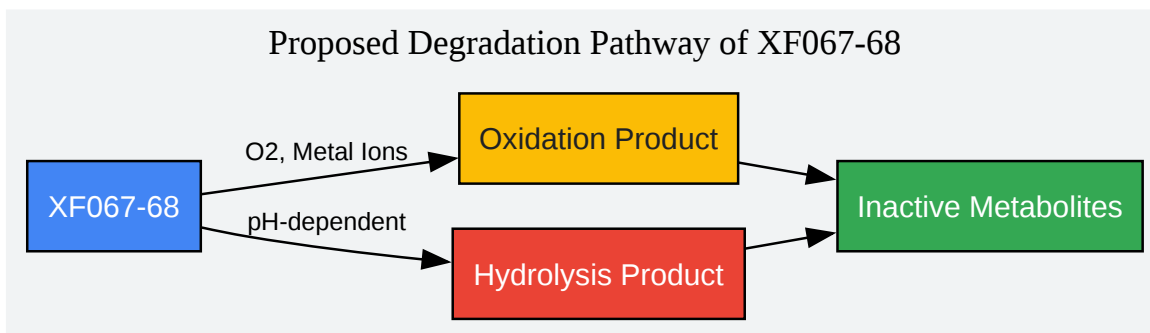 Proposed Degradation Pathway of XF067-68
O2, Metal Ions
Oxidation Product
XF067-68
Inactive Metabolites
pH-dependent
Hydrolysis Product